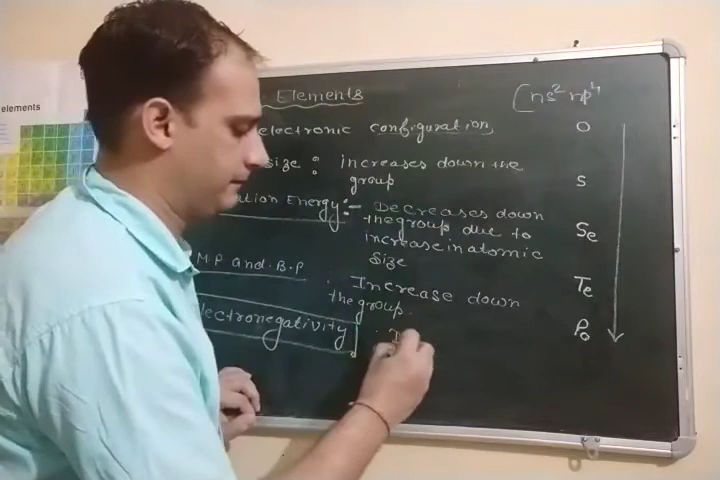 elements
Elements
(ns² np⁴
electronic configuration,
O
size : increases down the
group
S
Energy:- Decreases down
the group due to
increase in atomic
size
Se
M.P and B.P
Increase down
the group.
Te
lectronegativity
Po